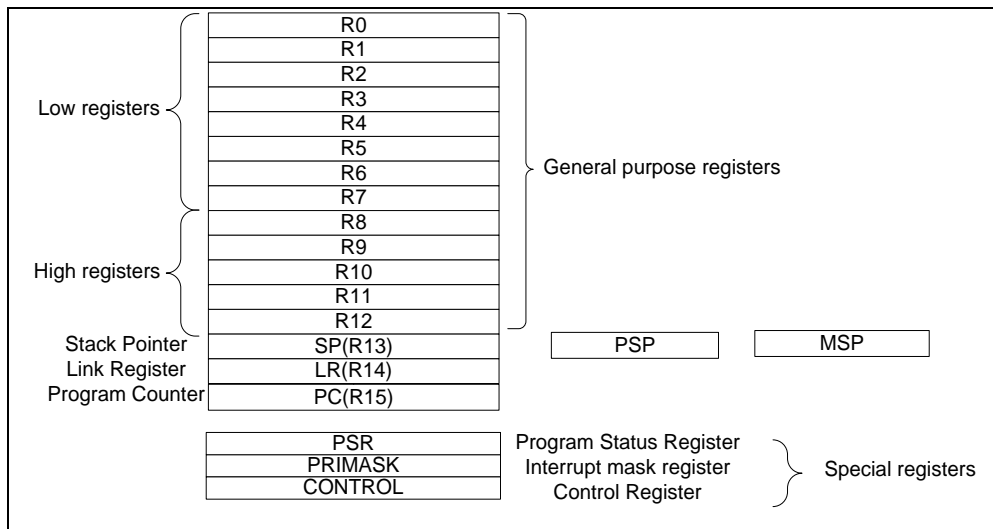 R0
R1
R2
R3
Low registers
R4
R5
R6
General purpose registers
R7
R8
R9
High registers
R10
R11
R12
Stack Pointer SP(R13) PSP MSP
Link Register LR(R14)
Program Counter PC(R15)
PSR Program Status Register
PRIMASK Interrupt mask register Special registers
CONTROL Control Register